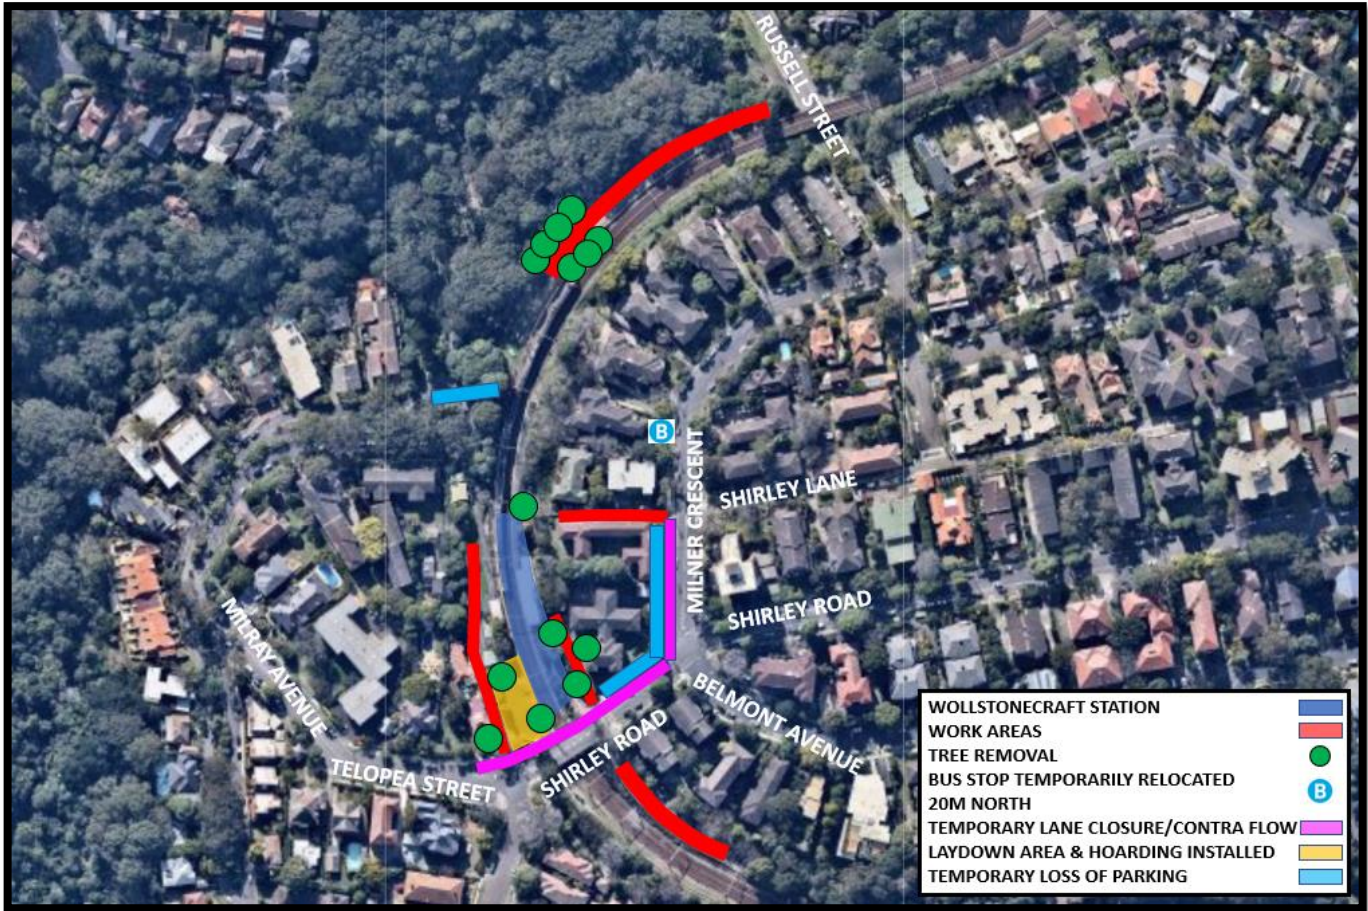 RUSSELL STREET
B
MILNER CRESCENT
SHIRLEY LANE
SHIRLEY ROAD
MILRAY AVENUE
BELMONT AVENUE
SHIRLEY ROAD
TELOPEA STREET
WOLLSTONECRAFT STATION
WORK AREAS
TREE REMOVAL
BUS STOP TEMPORARILY RELOCATED
20M NORTH
B
TEMPORARY LANE CLOSURE/CONTRA FLOW
LAYDOWN AREA & HOARDING INSTALLED
TEMPORARY LOSS OF PARKING